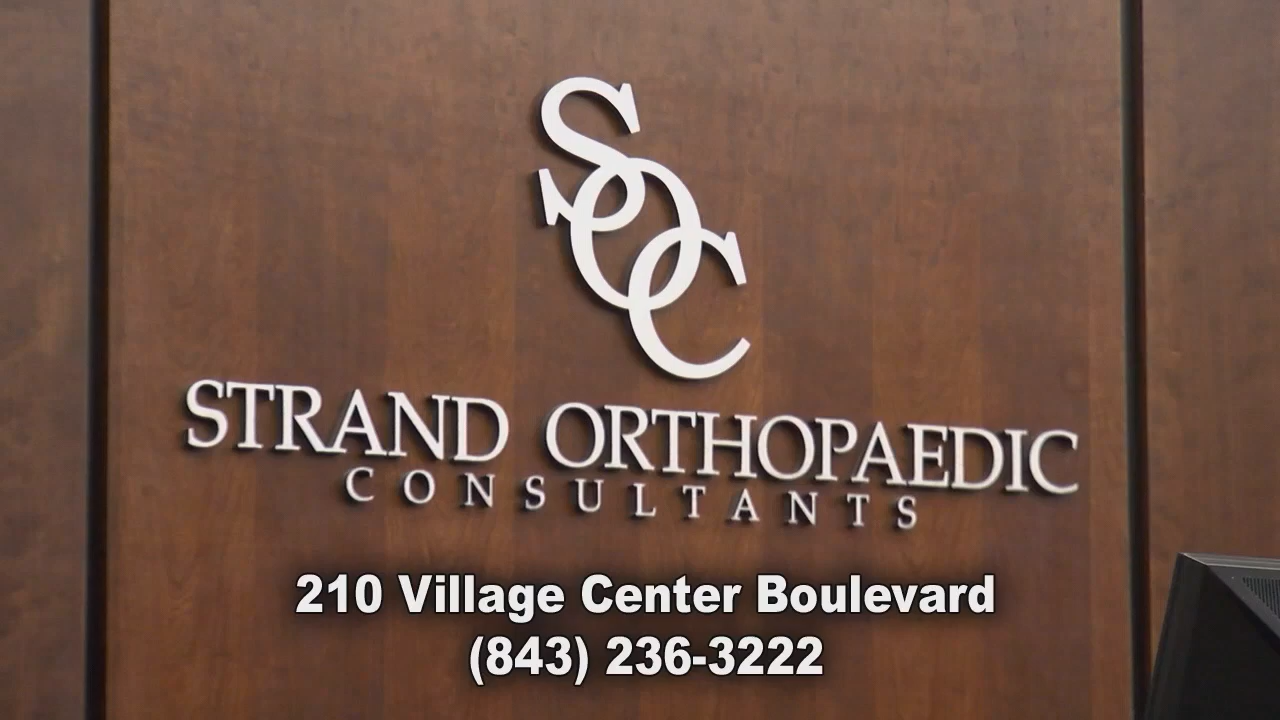 SOC
STRAND ORTHOPAEDIC
CONSULTANTS
210 Village Center Boulevard
(843) 236-3222